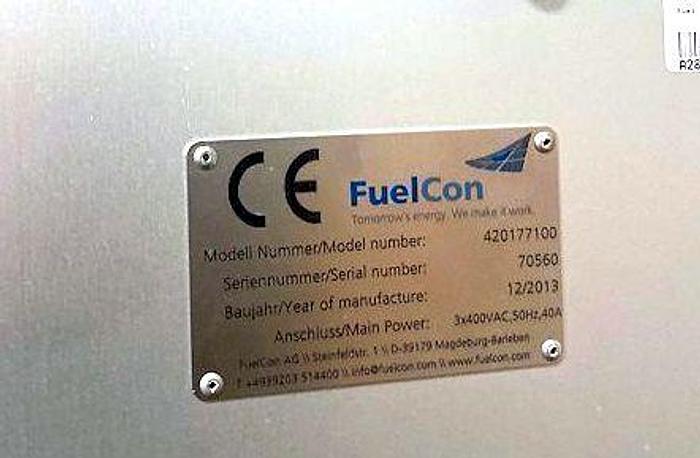 CE
FuelCon
Tomorrow's energy. We make it work.
Modell Nummer/Model number: 420177100
Seriennummer/Serial number: 70560
Baujahr/Year of manufacture: 12/2013
Anschluss/Main Power: 3x400VAC,50Hz,40A
FuelCon AG \\ Steinfeldstr. 1 \\ D-39179 Magdeburg-Barleben
T +4939203 514400 \\ info@fuelcon.com \\ www.fuelcon.com
A28